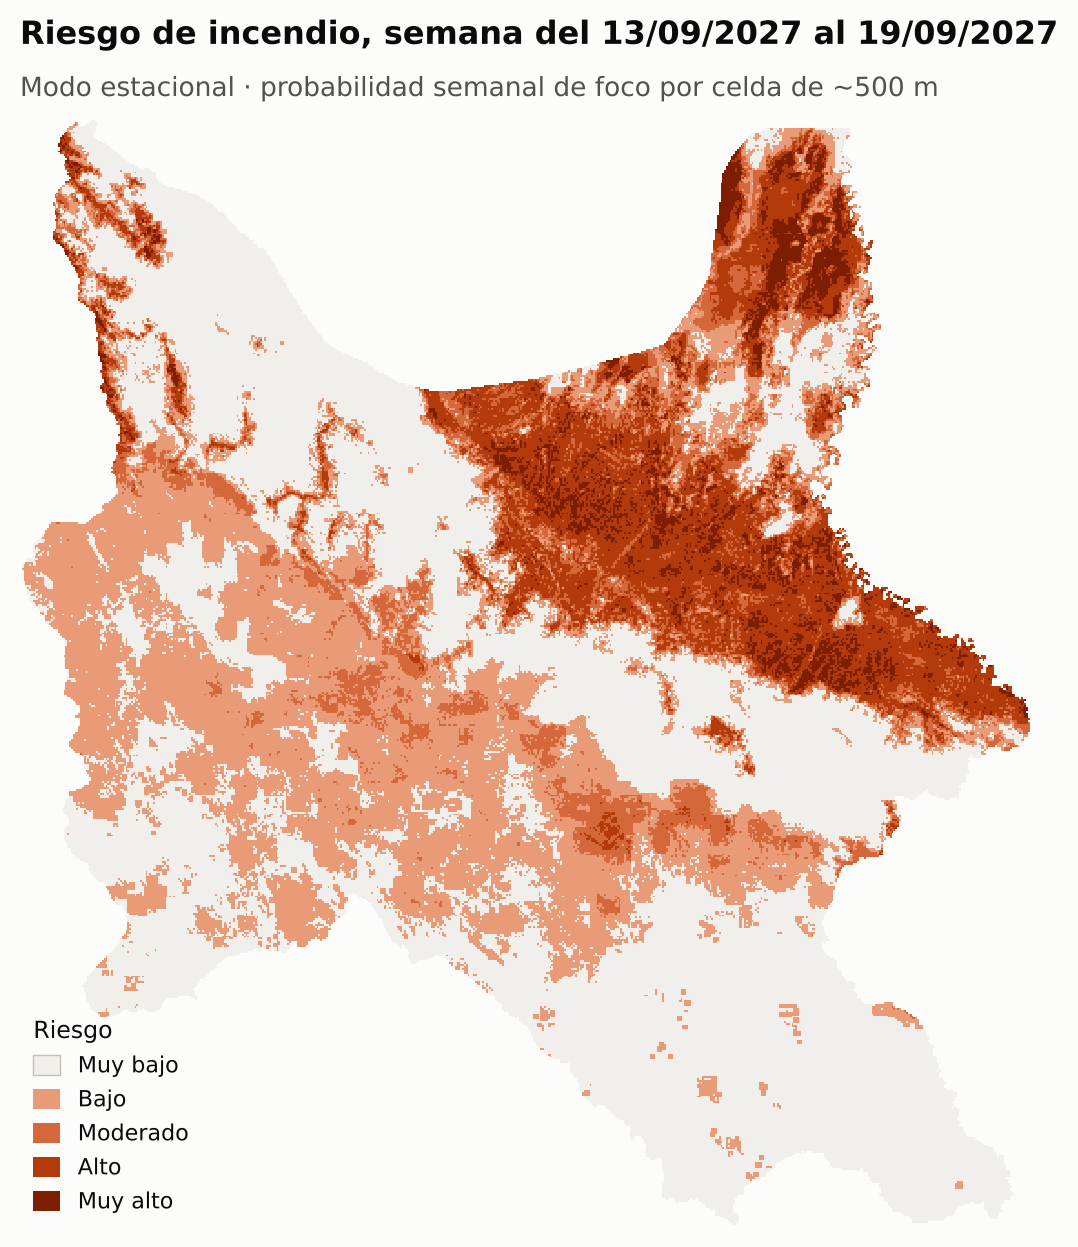 Riesgo de incendio, semana del 13/09/2027 al 19/09/2027
Modo estacional · probabilidad semanal de foco por celda de ~500 m
Riesgo
Muy bajo
Bajo
Moderado
Alto
Muy alto